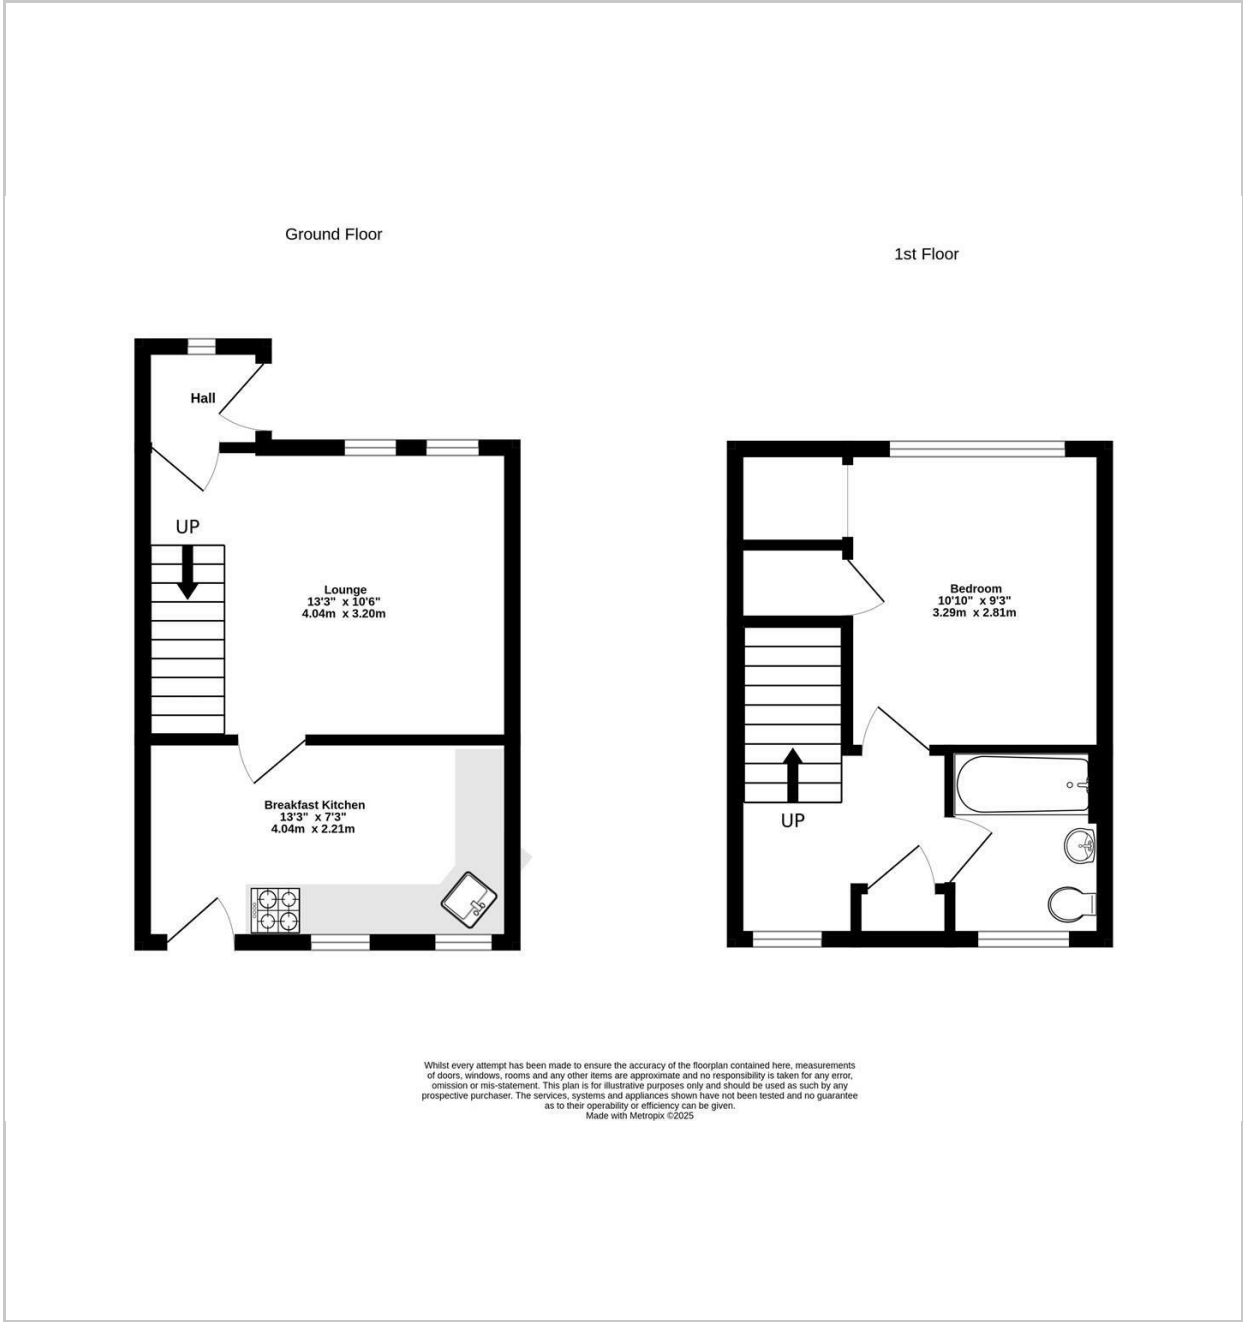 Ground Floor
1st Floor
Hall
UP
Lounge
13'3" x 10'6"
4.04m x 3.20m
Bedroom
10'10" x 9'3"
3.29m x 2.81m
Breakfast Kitchen
13'3" x 7'3"
4.04m x 2.21m
UP
Whilst every attempt has been made to ensure the accuracy of the floorplan contained here, measurements
of doors, windows, rooms and any other items are approximate and no responsibility is taken for any error,
omission or mis-statement. This plan is for illustrative purposes only and should be used as such by any
prospective purchaser. The services, systems and appliances shown have not been tested and no guarantee
as to their operability or efficiency can be given.
Made with Metropix ©2025